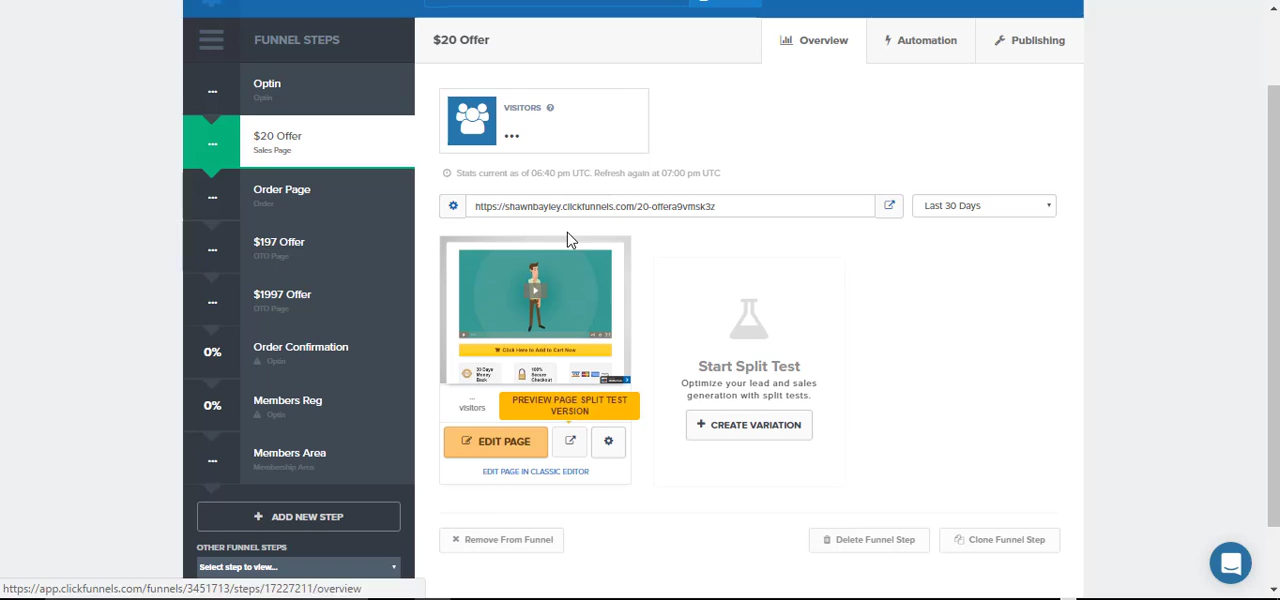 FUNNEL STEPS
$20 Offer
Overview
Automation
Publishing
Optin
Optin
$20 Offer
Sales Page
Order Page
Order
$197 Offer
OTO Page
$1997 Offer
OTO Page
0%
Order Confirmation
Optin
0%
Members Reg
Optin
Members Area
Membership Area
+ ADD NEW STEP
OTHER FUNNEL STEPS
Select step to view...
VISITORS
...
Stats current as of 06:40 pm UTC. Refresh again at 07:00 pm UTC
https://shawnbayley.clickfunnels.com/20-offera9vmsk3z
Last 30 Days
Click Here to Add to Cart Now
30 Days
Money
Back
100%
Secure
Checkout
...
visitors
PREVIEW PAGE SPLIT TEST
VERSION
EDIT PAGE
EDIT PAGE IN CLASSIC EDITOR
Start Split Test
Optimize your lead and sales
generation with split tests.
+ CREATE VARIATION
Remove From Funnel
Delete Funnel Step
Clone Funnel Step
https://app.clickfunnels.com/funnels/3451713/steps/17227211/overview